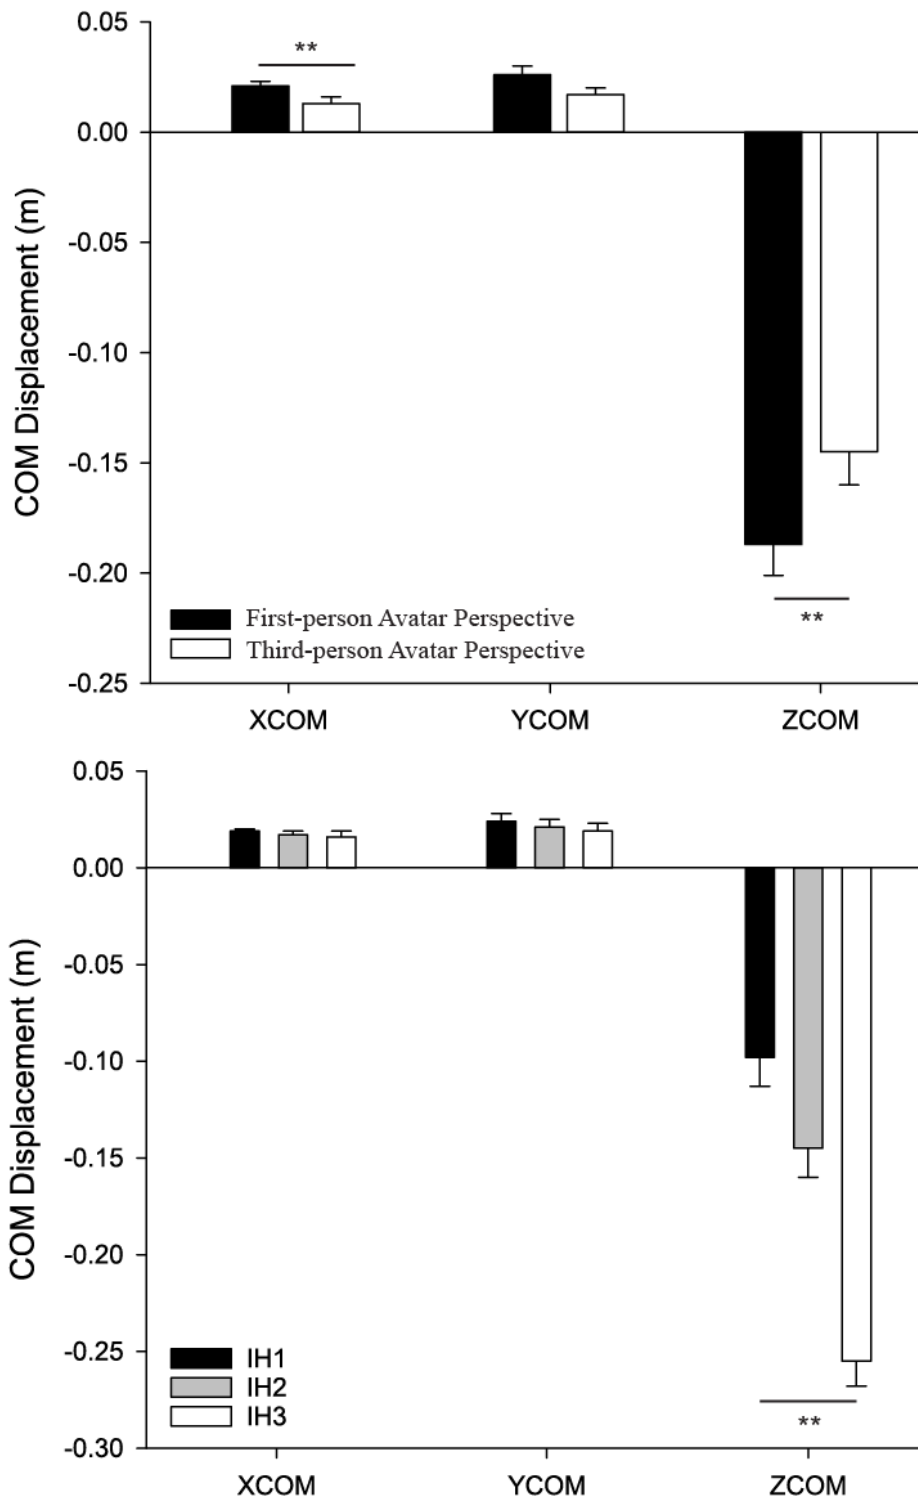 0.05
**
0.00
-0.05
-0.10
-0.15
-0.20
-0.25
COM Displacement (m)
First-person Avatar Perspective
Third-person Avatar Perspective
**
XCOM YCOM ZCOM
0.05
0.00
-0.05
-0.10
-0.15
-0.20
-0.25
-0.30
COM Displacement (m)
IH1
IH2
IH3
**
XCOM YCOM ZCOM